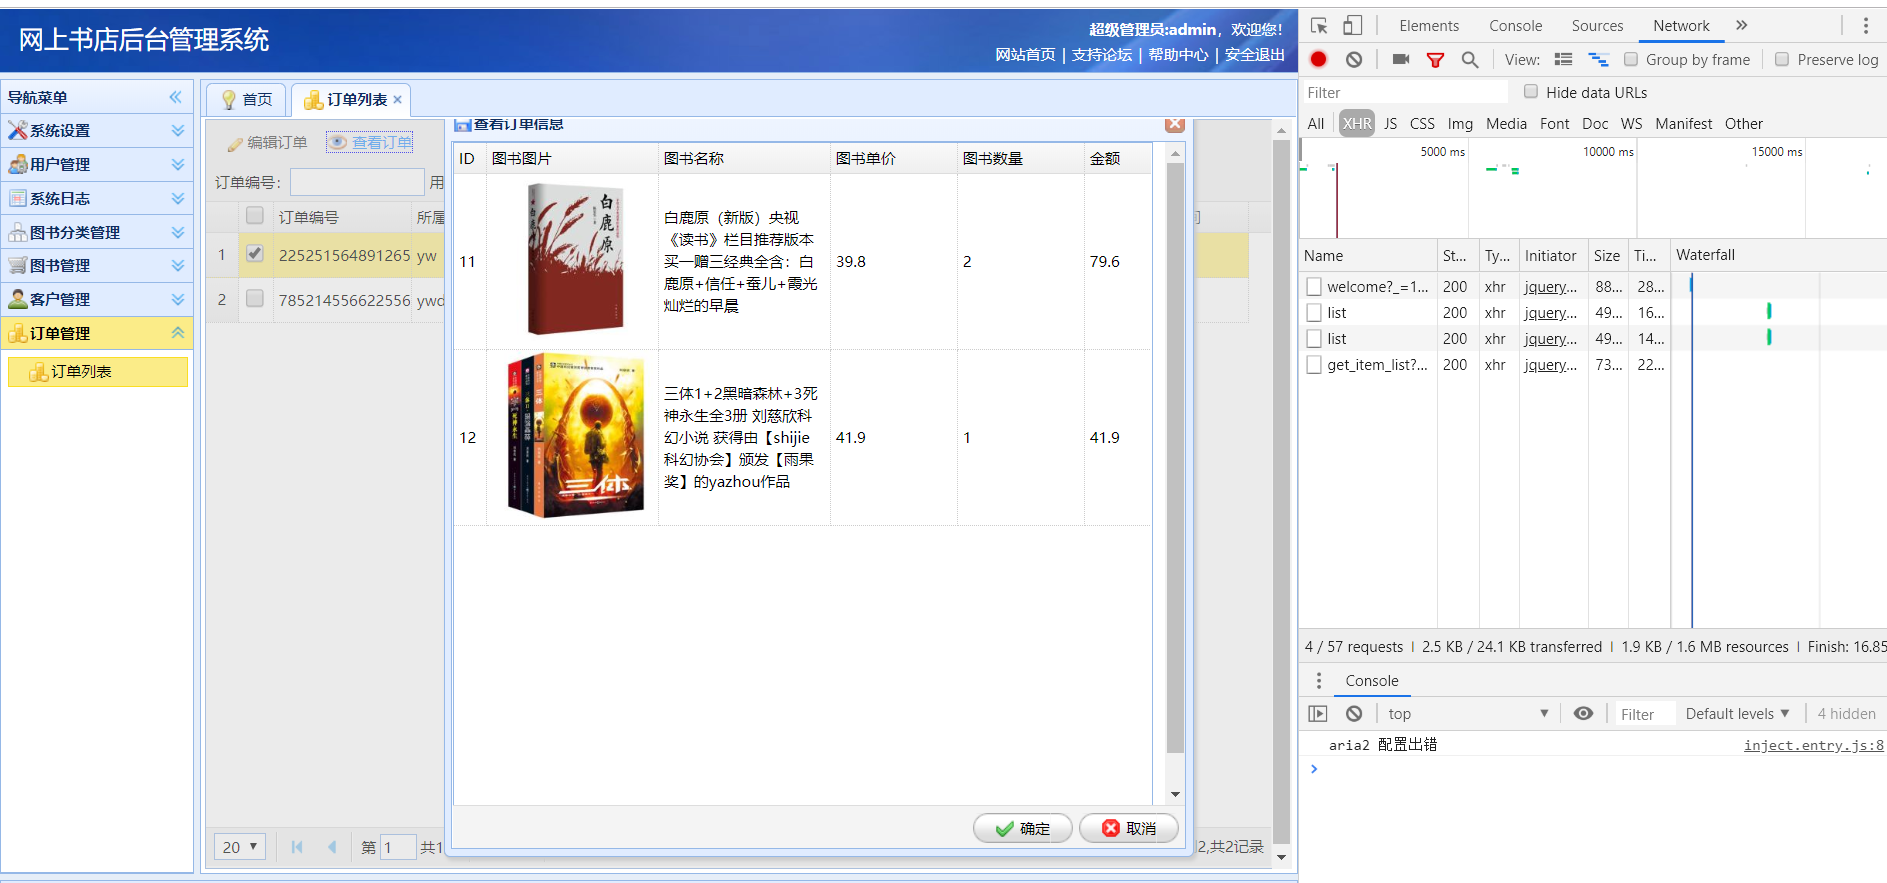 网上书店后台管理系统
超级管理员:admin，欢迎您！
网站首页 | 支持论坛 | 帮助中心 | 安全退出
导航菜单
系统设置
用户管理
系统日志
图书分类管理
图书管理
客户管理
订单管理
订单列表
首页
订单列表
编辑订单
查看订单
订单编号：
用
订单编号
所属
间
1 225251564891265 yw
2 785214556622556 ywd
20
第 1 共1
2,共2记录
查看订单信息
ID 图书图片 图书名称 图书单价 图书数量 金额
11
白鹿原
白鹿原
白鹿原（新版）央视
《读书》栏目推荐版本
买一赠三经典全含：白
鹿原+信任+蚕儿+霞光
灿烂的早晨
39.8 2 79.6
12
三体
三体1+2黑暗森林+3死
神永生全3册 刘慈欣科
幻小说 获得由【shijie
科幻协会】颁发【雨果
奖】的yazhou作品
41.9 1 41.9
确定
取消
Elements Console Sources Network
View: Group by frame Preserve log
Filter Hide data URLs
All XHR JS CSS Img Media Font Doc WS Manifest Other
5000 ms 10000 ms 15000 ms
Name St... Ty... Initiator Size Ti... Waterfall
welcome?_=1... 200 xhr jquery... 88... 28...
list 200 xhr jquery... 49... 16...
list 200 xhr jquery... 49... 14...
get_item_list?... 200 xhr jquery... 73... 22...
4 / 57 requests 2.5 KB / 24.1 KB transferred 1.9 KB / 1.6 MB resources Finish: 16.85
Console
top Filter Default levels 4 hidden
aria2 配置出错 inject.entry.js:8